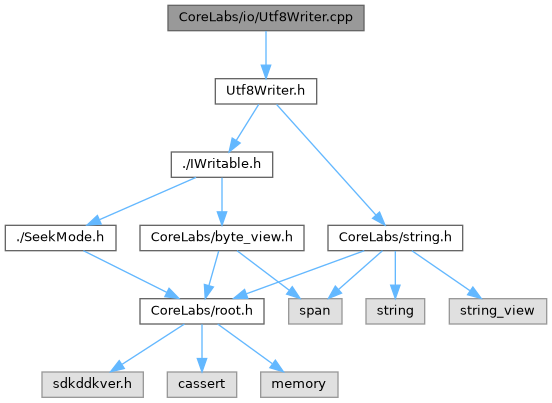 CoreLabs/io/Utf8Writer.cpp
Utf8Writer.h
./IWritable.h
./SeekMode.h
CoreLabs/byte_view.h
CoreLabs/string.h
CoreLabs/root.h
span
string
string_view
sdkddkver.h
cassert
memory